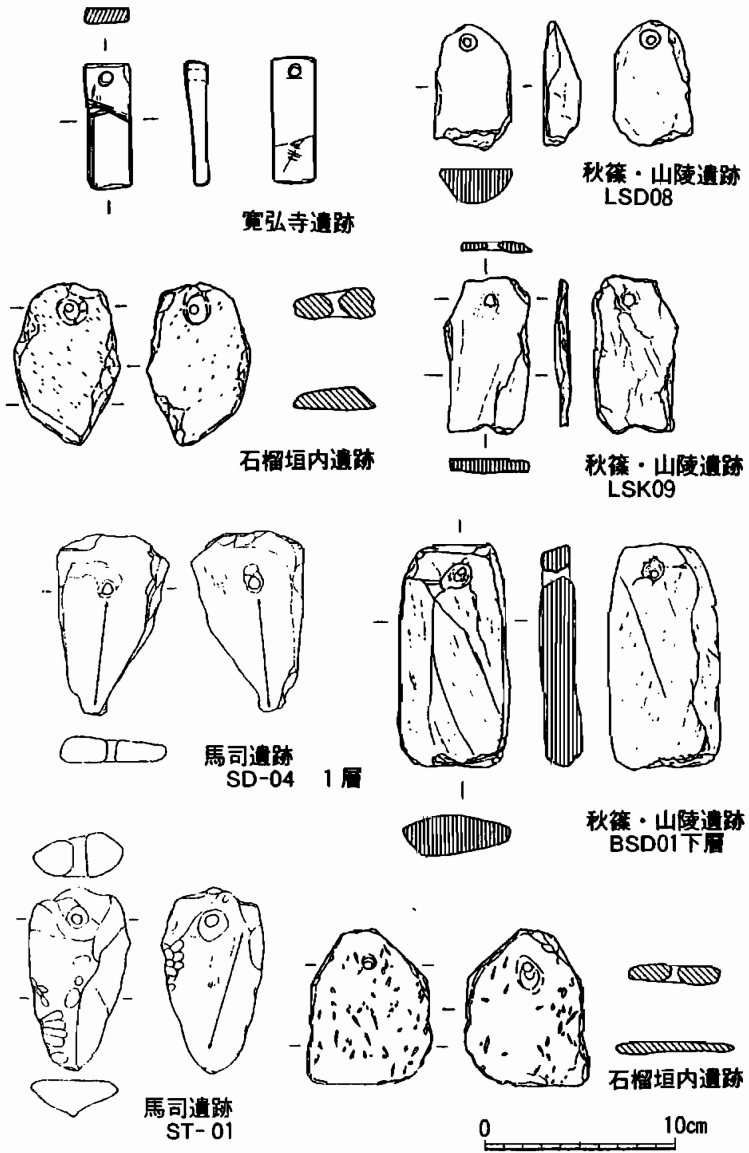 秋篠・山陵遺跡
LSD08
寛弘寺遺跡
石榴垣内遺跡
秋篠・山陵遺跡
LSK09
馬司遺跡
SD-04 1層
秋篠・山陵遺跡
BSD01下層
石榴垣内遺跡
馬司遺跡
ST-01
0 10cm